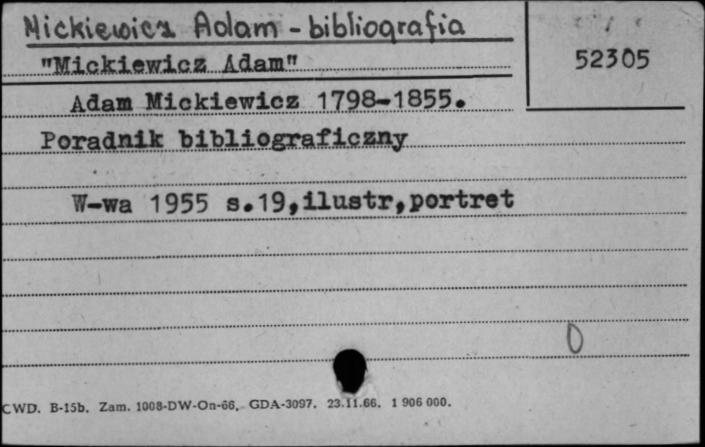 Mickiewicz Adam - bibliografia
52305
"Mickiewicz Adam"
Adam Mickiewicz 1798-1855.
Poradnik bibliograficzny
W-wa 1955 s.19,ilustr,portret
0
CWD. B-15b. Zam. 1008-DW-On-66. GDA-3097. 23.11.66. 1 906 000.